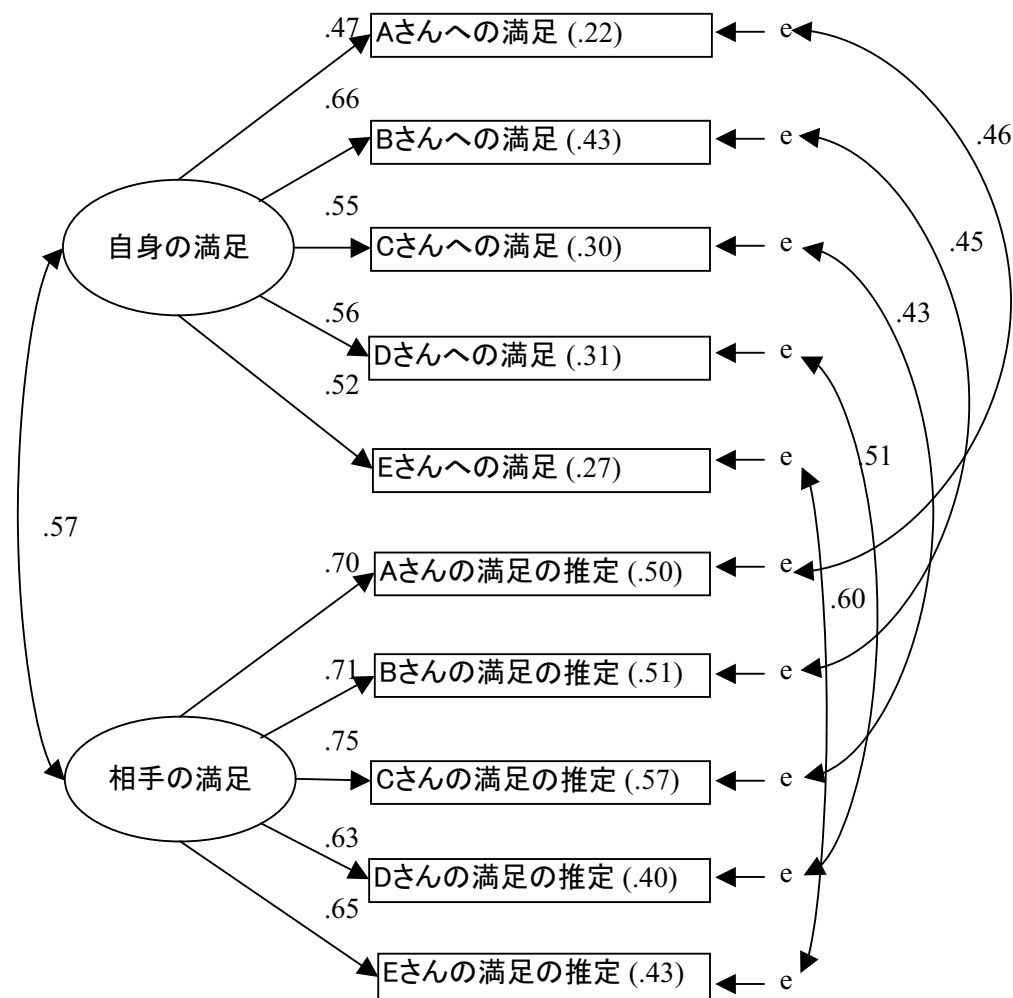 .47
Aさんへの満足 (.22)
e
.66
Bさんへの満足 (.43)
e
.46
.55
自身の満足
Cさんへの満足 (.30)
e
.45
.56
Dさんへの満足 (.31)
e
.43
.52
Eさんへの満足 (.27)
e
.51
.57
.70
Aさんの満足の推定 (.50)
e
.60
.71
Bさんの満足の推定 (.51)
e
.75
相手の満足
Cさんの満足の推定 (.57)
e
.63
Dさんの満足の推定 (.40)
e
.65
Eさんの満足の推定 (.43)
e